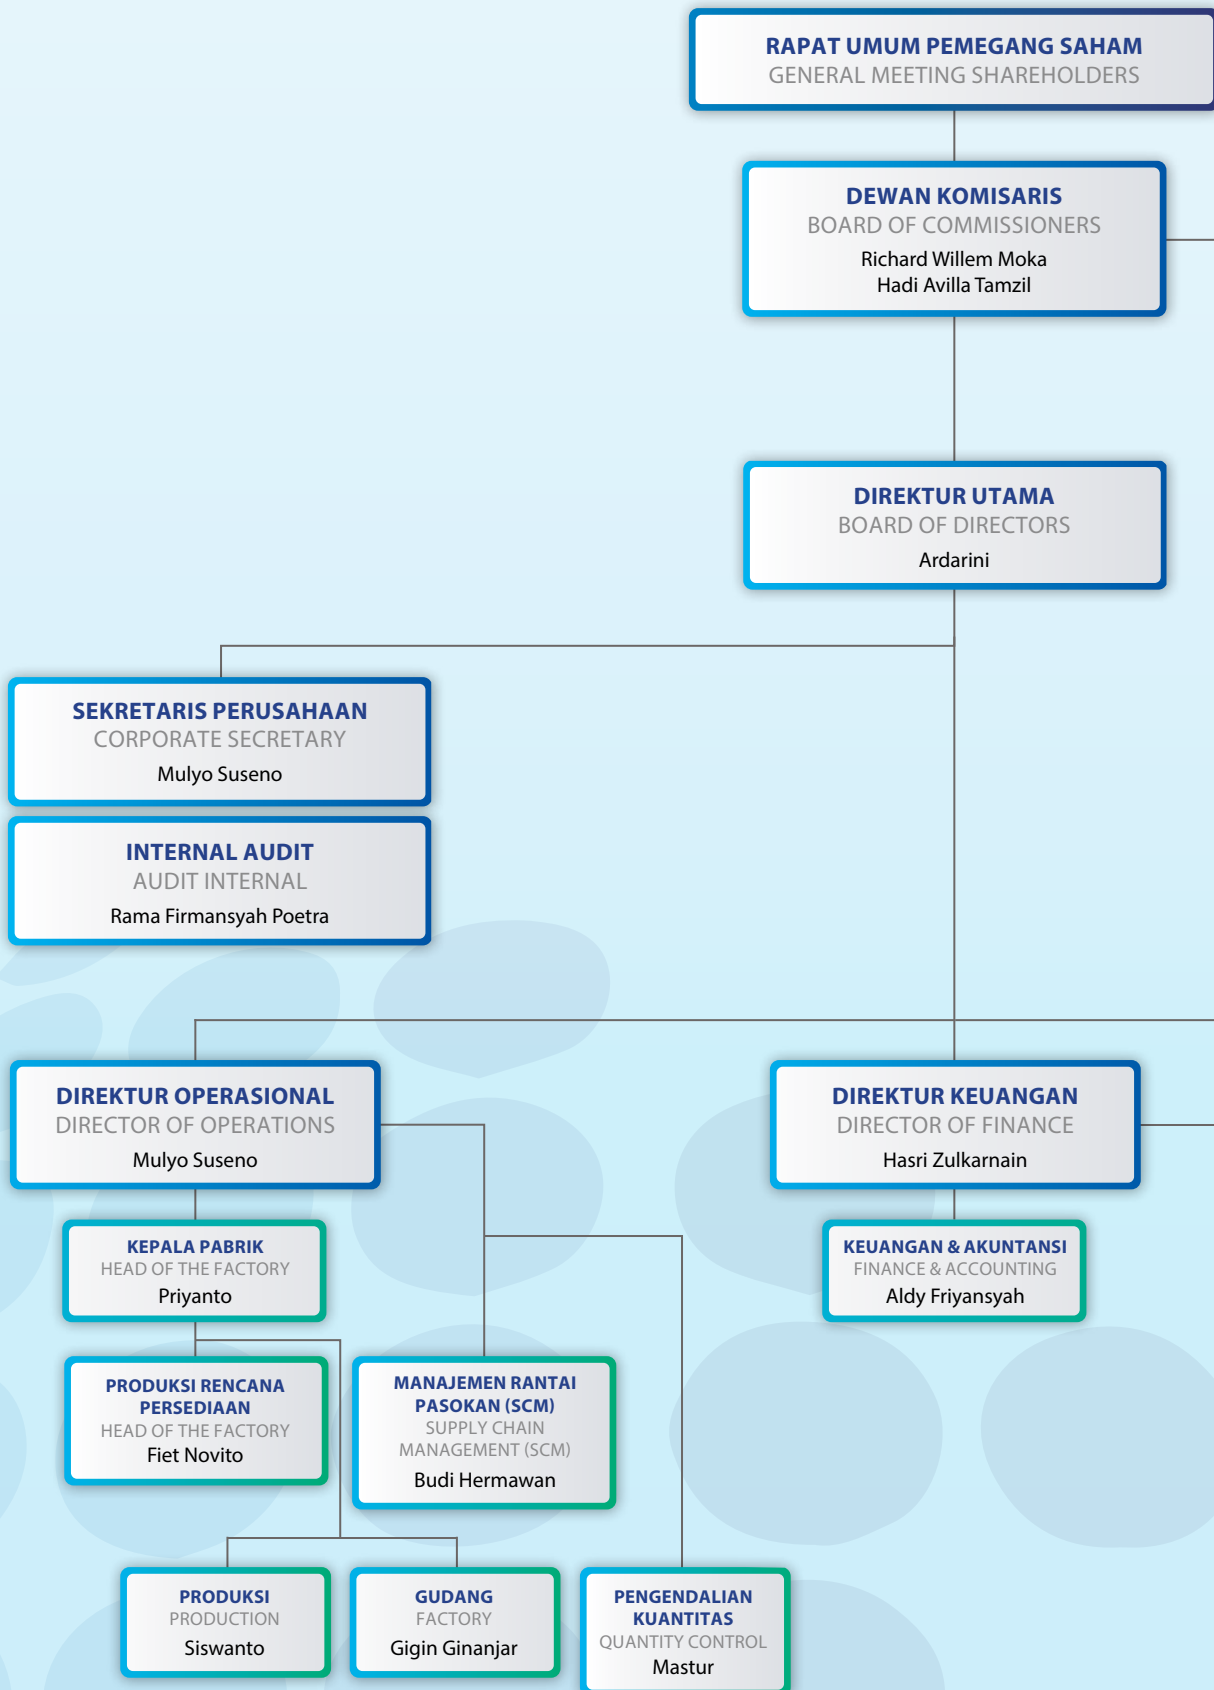 RAPAT UMUM PEMEGANG SAHAM
GENERAL MEETING SHAREHOLDERS
DEWAN KOMISARIS
BOARD OF COMMISSIONERS
Richard Willem Moka
Hadi Avilla Tamzil
DIREKTUR UTAMA
BOARD OF DIRECTORS
Ardarini
SEKRETARIS PERUSAHAAN
CORPORATE SECRETARY
Mulyo Suseno
INTERNAL AUDIT
AUDIT INTERNAL
Rama Firmansyah Poetra
DIREKTUR OPERASIONAL
DIRECTOR OF OPERATIONS
Mulyo Suseno
DIREKTUR KEUANGAN
DIRECTOR OF FINANCE
Hasri Zulkarnain
KEPALA PABRIK
HEAD OF THE FACTORY
Priyanto
KEUANGAN & AKUNTANSI
FINANCE & ACCOUNTING
Aldy Friyansyah
PRODUKSI RENCANA
PERSEDIAAN
HEAD OF THE FACTORY
Fiet Novito
MANAJEMEN RANTAI
PASOKAN (SCM)
SUPPLY CHAIN
MANAGEMENT (SCM)
Budi Hermawan
PRODUKSI
PRODUCTION
Siswanto
GUDANG
FACTORY
Gigin Ginanjar
PENGENDALIAN
KUANTITAS
QUANTITY CONTROL
Mastur